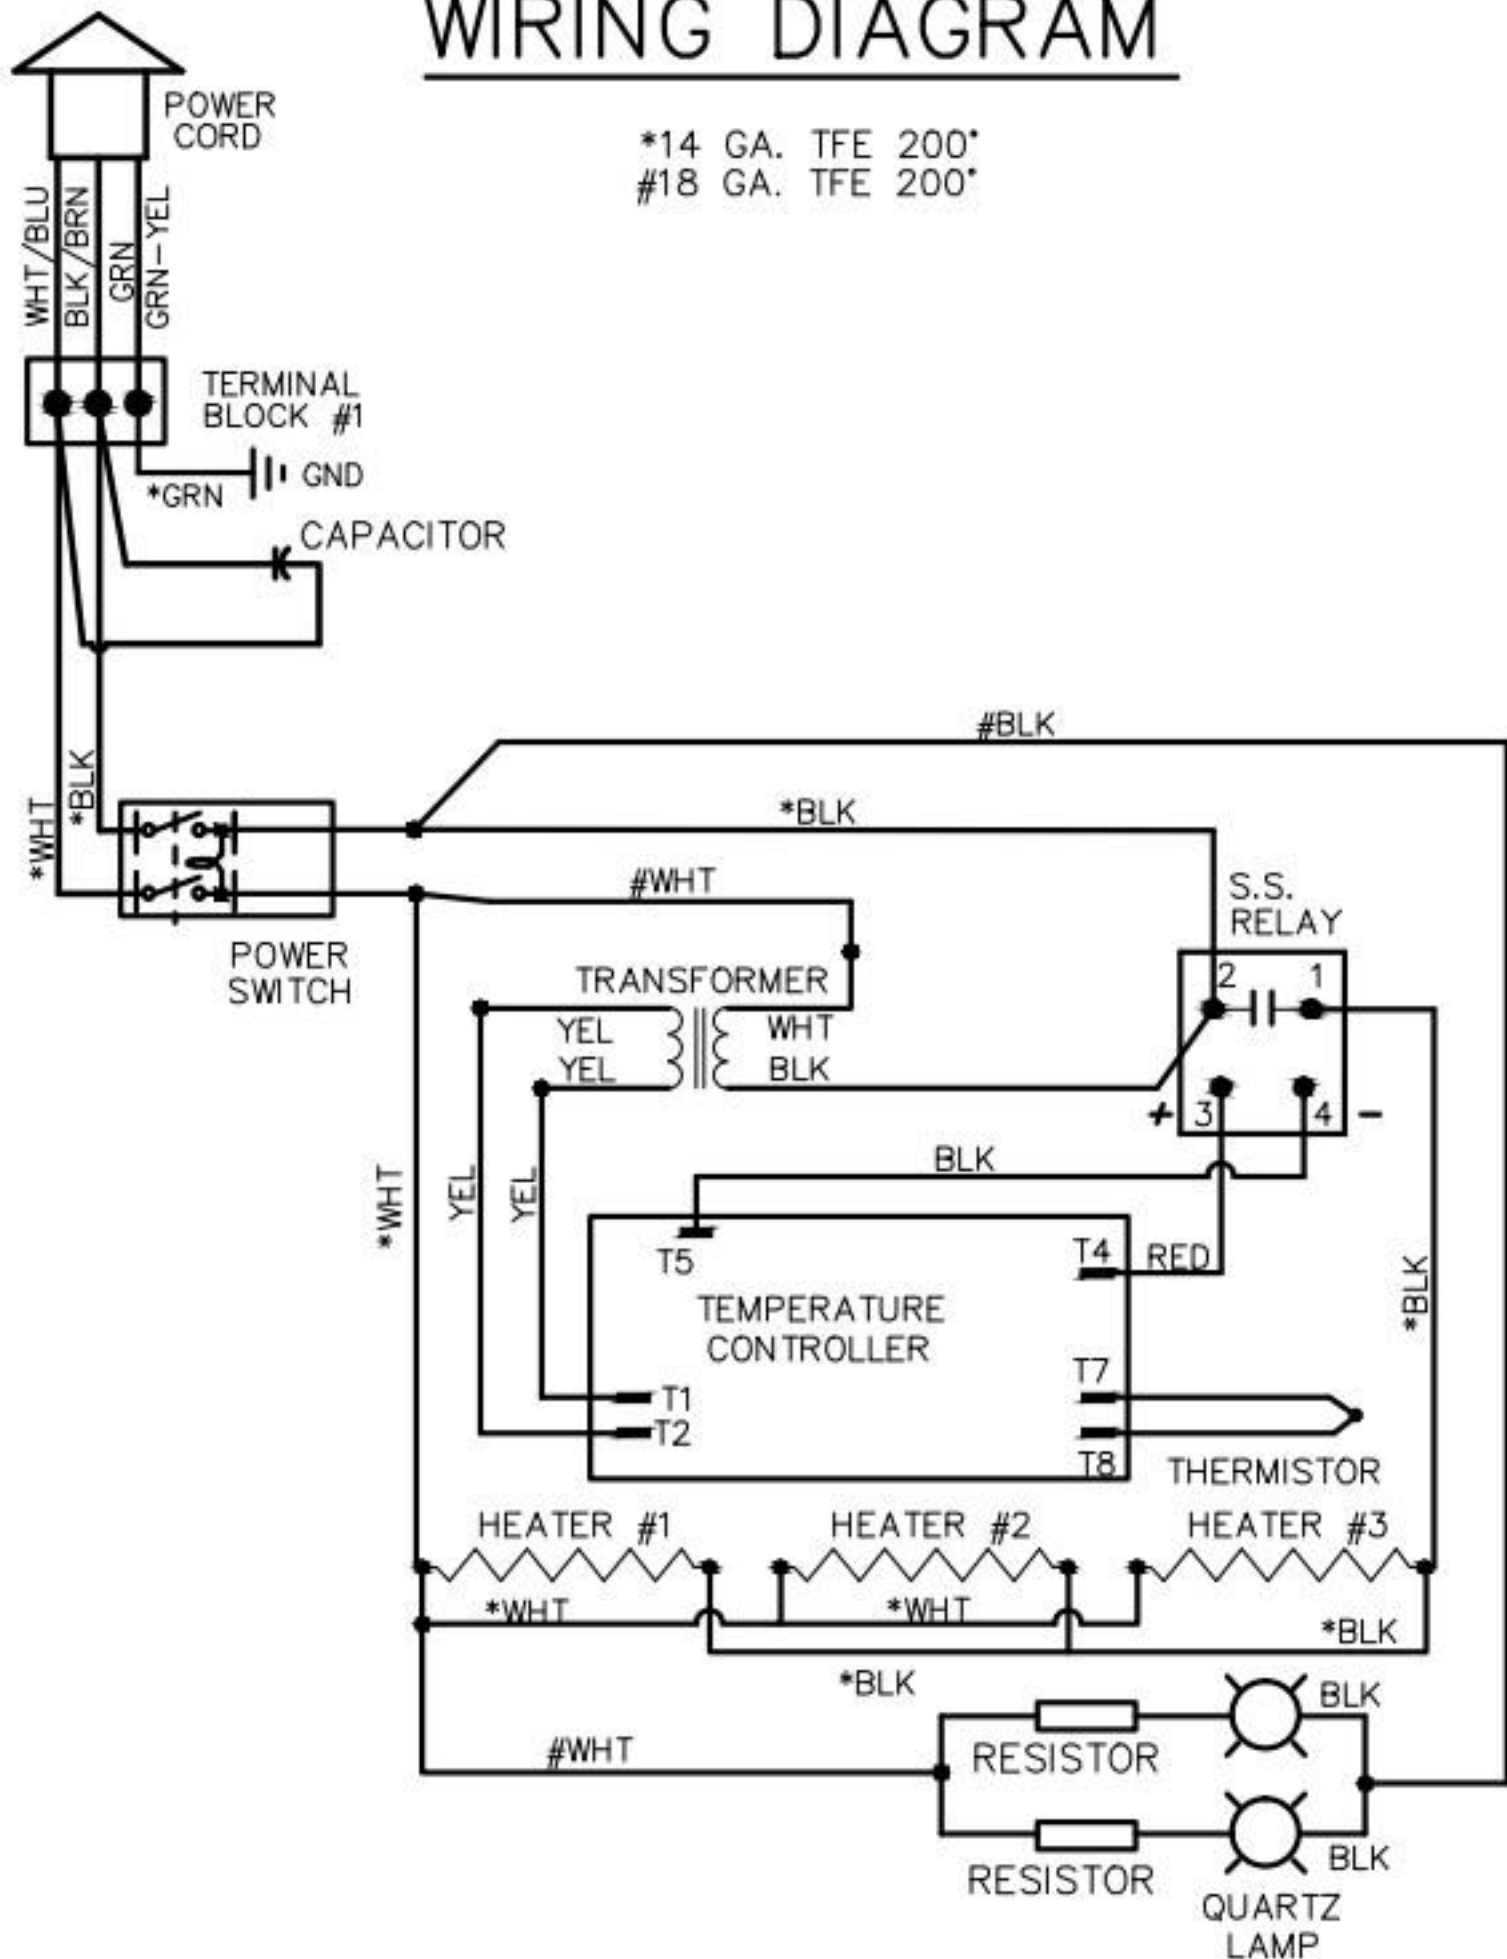 WIRING DIAGRAM
*14 GA. TFE 200°
#18 GA. TFE 200°
POWER
CORD
WHT/BLU
BLK/BRN
GRN
GRN-YEL
TERMINAL
BLOCK #1
GND
*GRN
CAPACITOR
#BLK
*BLK
*WHT
*BLK
#WHT
POWER
SWITCH
S.S.
RELAY
2 1
TRANSFORMER
YEL WHT
YEL BLK
+ 3 4 -
BLK
*WHT
YEL
YEL
T5
T4 RED
TEMPERATURE
CONTROLLER
*BLK
T7
T1
T2
T8
THERMISTOR
HEATER #1 HEATER #2 HEATER #3
*WHT *WHT
*BLK
*BLK
BLK
#WHT
RESISTOR
BLK
RESISTOR
QUARTZ
LAMP